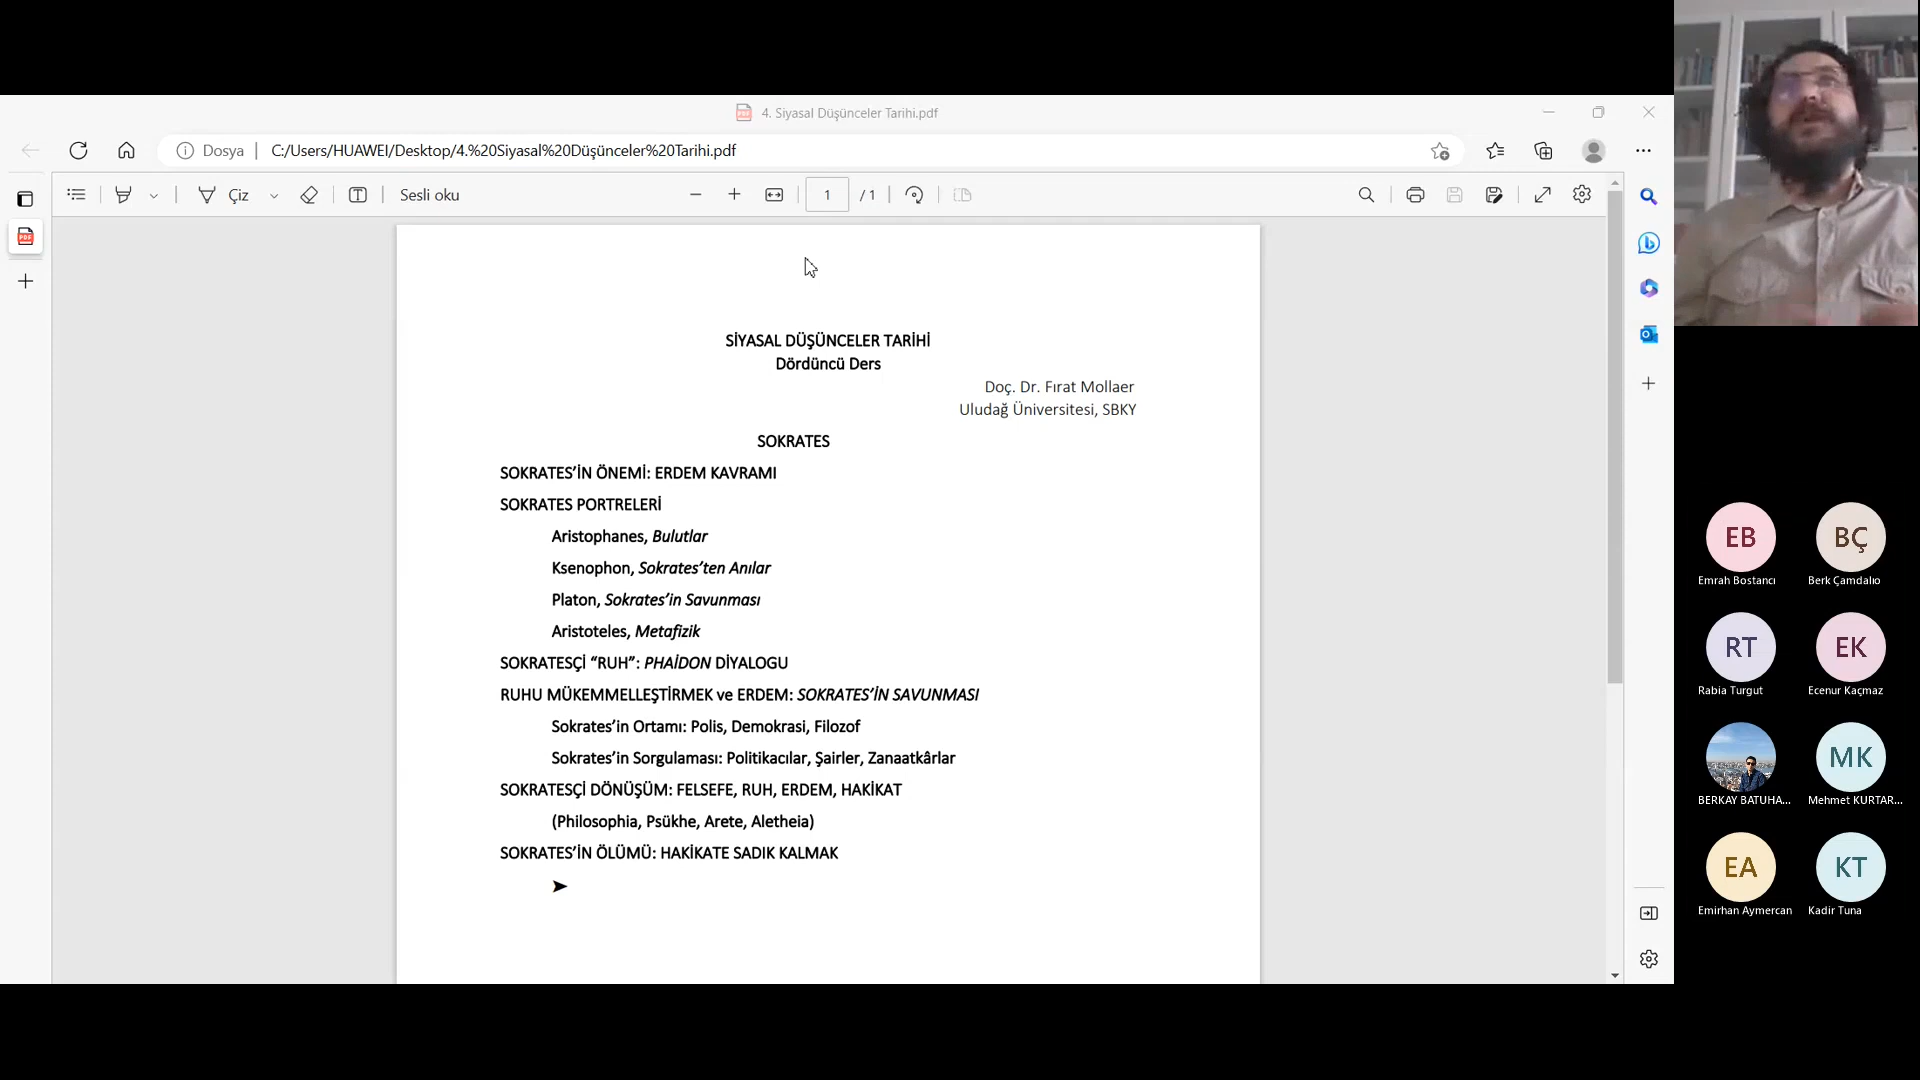 4. Siyasal Düşünceler Tarihi.pdf
Dosya
C:/Users/HUAWEI/Desktop/4.%20Siyasal%20Düşünceler%20Tarihi.pdf
Çiz
Sesli oku
1
/ 1
SİYASAL DÜŞÜNCELER TARİHİ
Dördüncü Ders
Doç. Dr. Fırat Mollaer
Uludağ Üniversitesi, SBKY
SOKRATES
SOKRATES’İN ÖNEMİ: ERDEM KAVRAMI
SOKRATES PORTRELERİ
Aristophanes, Bulutlar
Ksenophon, Sokrates’ten Anılar
Platon, Sokrates’in Savunması
Aristoteles, Metafizik
SOKRATESÇİ “RUH”: PHAİDON DİYALOGU
RUHU MÜKEMMELLEŞTİRMEK ve ERDEM: SOKRATES’İN SAVUNMASI
Sokrates’in Ortamı: Polis, Demokrasi, Filozof
Sokrates’in Sorgulaması: Politikacılar, Şairler, Zanaatkârlar
SOKRATESÇİ DÖNÜŞÜM: FELSEFE, RUH, ERDEM, HAKİKAT
(Philosophia, Psükhe, Arete, Aletheia)
SOKRATES’İN ÖLÜMÜ: HAKİKATE SADIK KALMAK
EB
BÇ
Emrah Bostancı
Berk Çamdalıo
RT
EK
Rabia Turgut
Ecenur Kaçmaz
MK
BERKAY BATUHA...
Mehmet KURTAR...
EA
KT
Emirhan Aymercan
Kadir Tuna